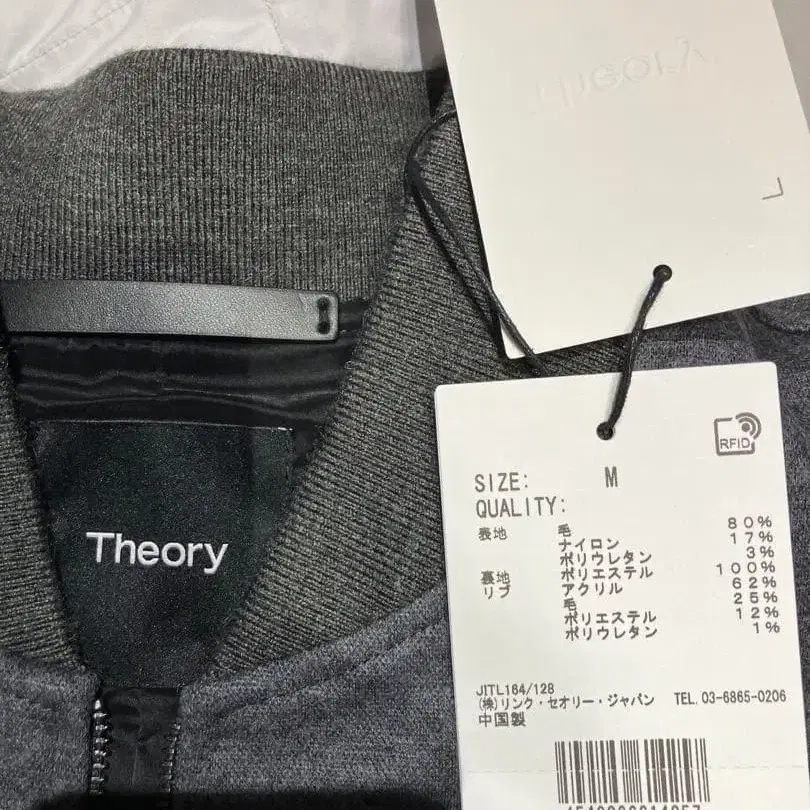 Theory
RFID
SIZE: M
QUALITY:
表地 毛 80%
ナイロン 17%
ポリウレタン 3%
裏地 ポリエステル 100%
リブ アクリル 62%
毛 25%
ポリエステル 12%
ポリウレタン 1%
JITL164/128
(株)リンク・セオリー・ジャパン TEL. 03-6865-0206
中国製